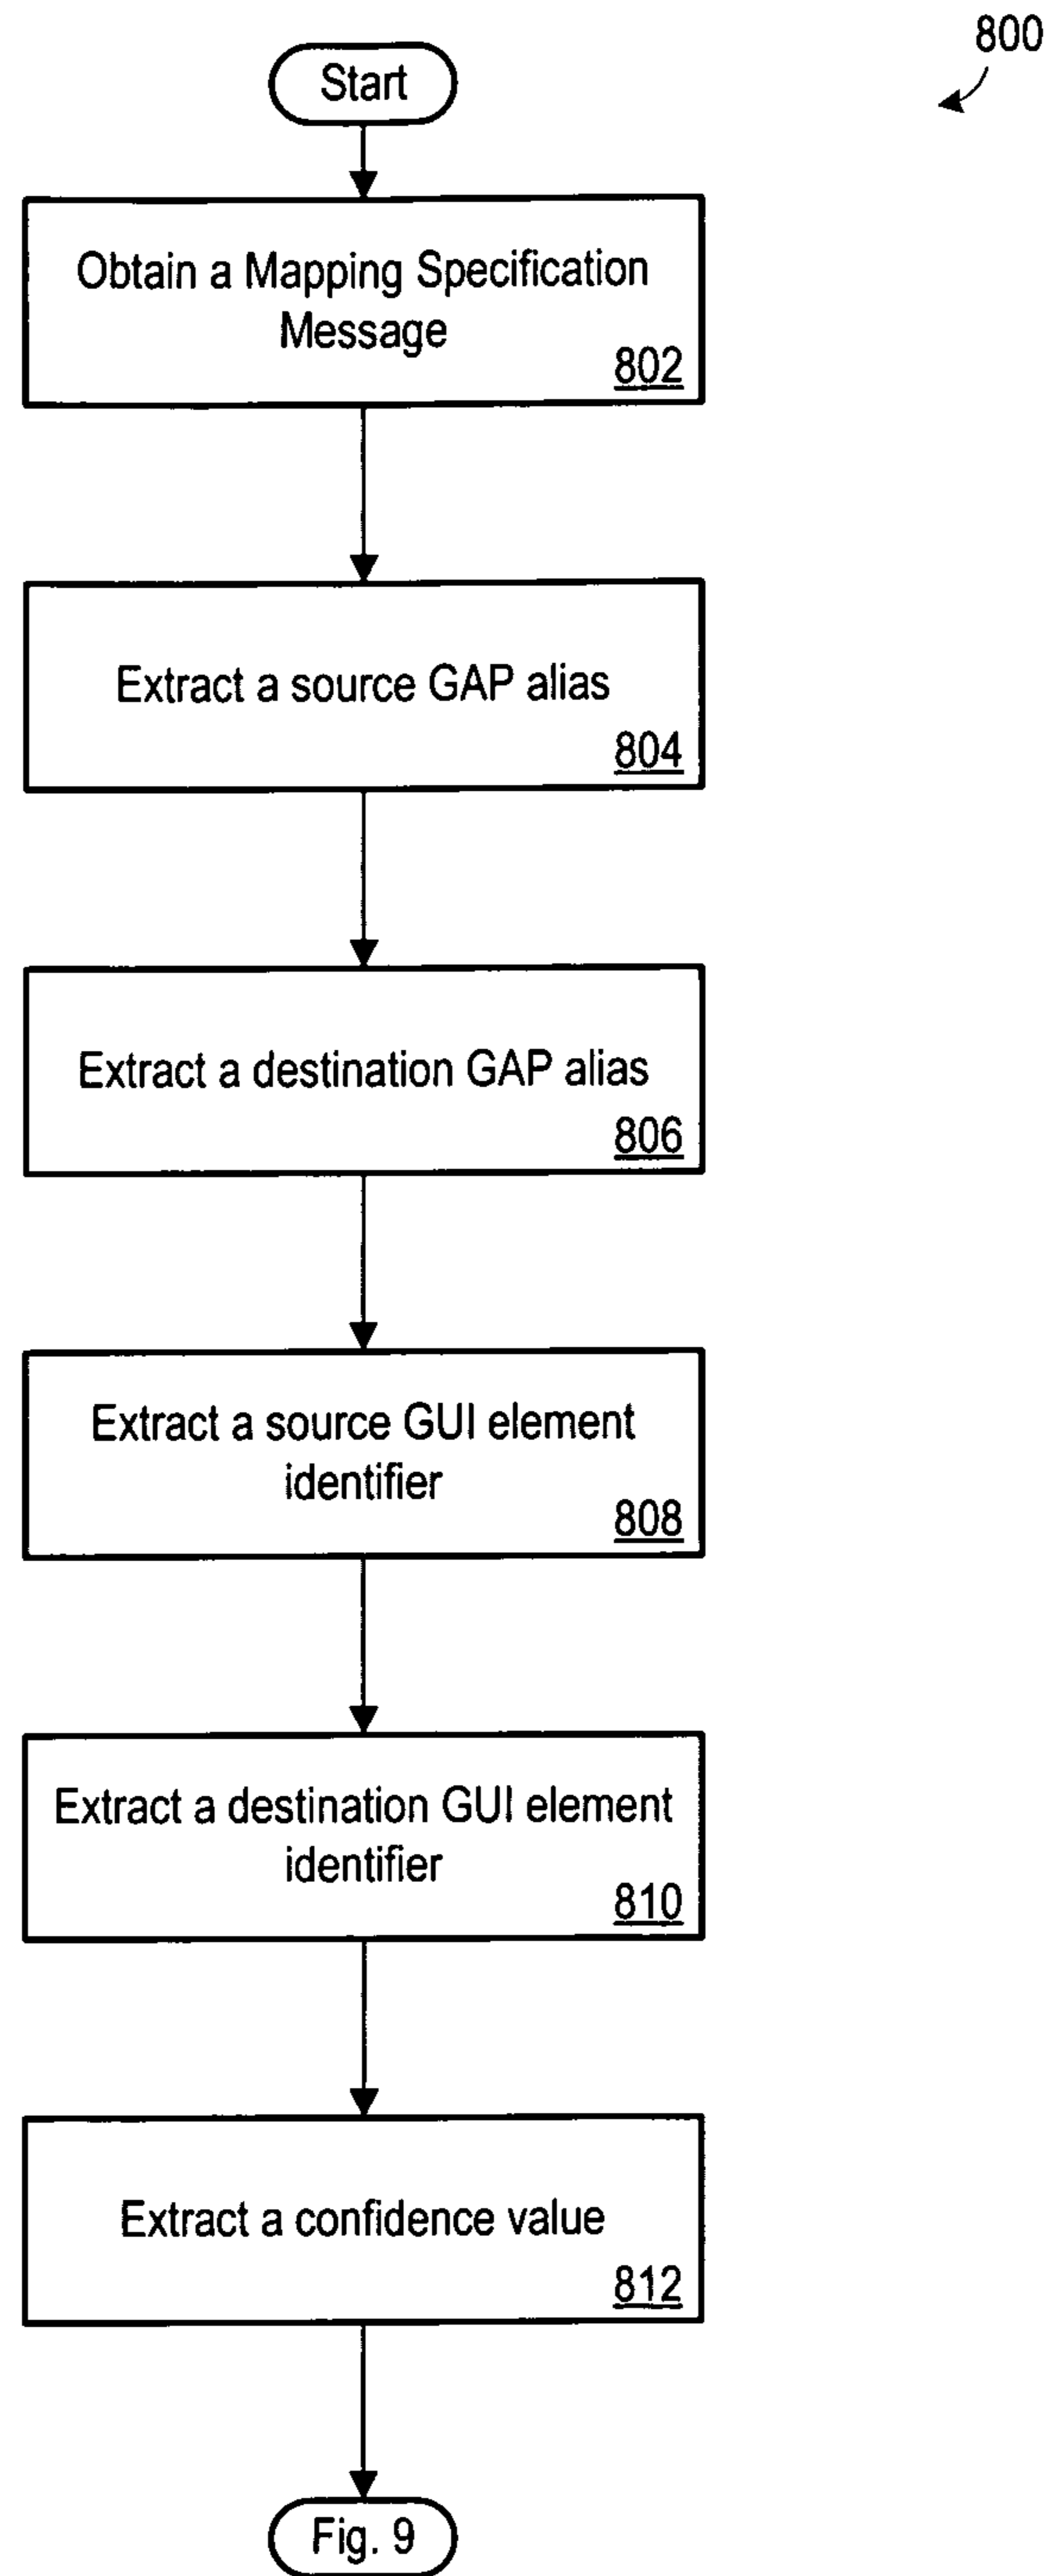 800
Start
Obtain a Mapping Specification
Message
802
Extract a source GAP alias
804
Extract a destination GAP alias
806
Extract a source GUI element
identifier
808
Extract a destination GUI element
identifier
810
Extract a confidence value
812
Fig. 9